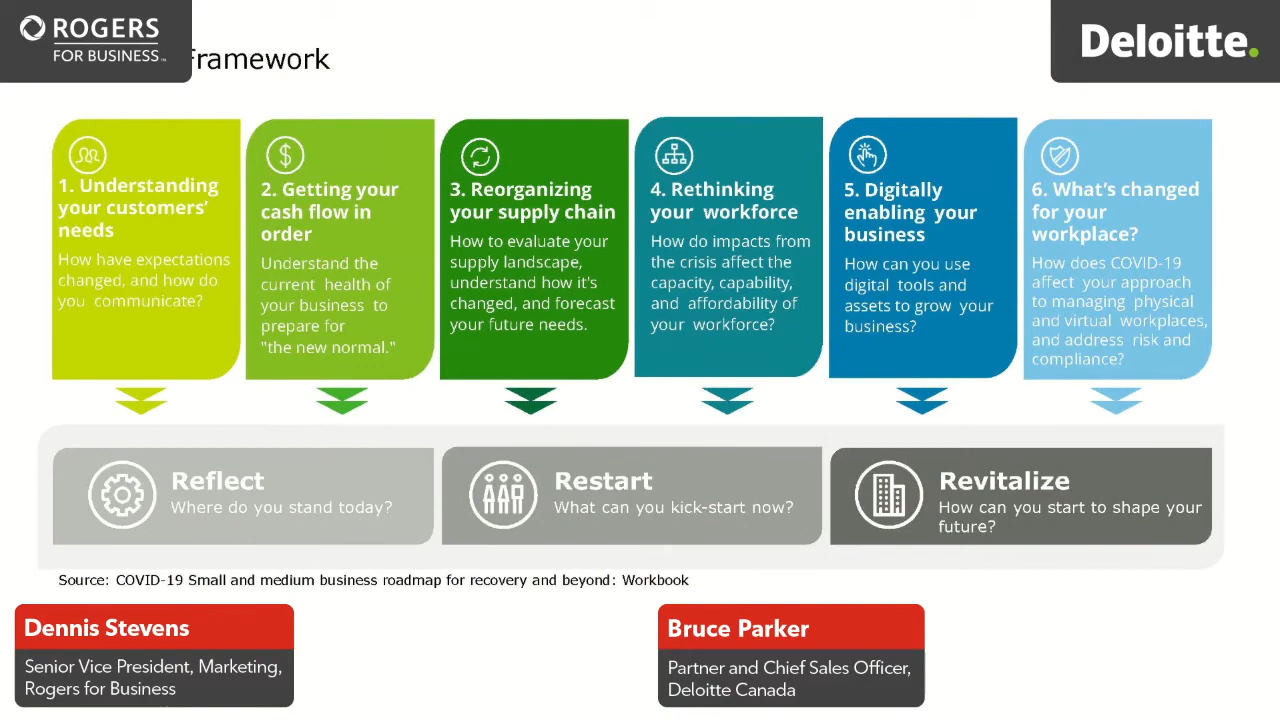 ROGERS
FOR BUSINESS™
Framework
Deloitte.
1. Understanding
your customers’
needs
How have expectations
changed, and how do
you communicate?
2. Getting your
cash flow in
order
Understand the
current health of
your business to
prepare for
"the new normal."
3. Reorganizing
your supply chain
How to evaluate your
supply landscape,
understand how it's
changed, and forecast
your future needs.
4. Rethinking
your workforce
How do impacts from
the crisis affect the
capacity, capability,
and affordability of
your workforce?
5. Digitally
enabling your
business
How can you use
digital tools and
assets to grow your
business?
6. What’s changed
for your
workplace?
How does COVID-19
affect your approach
to managing physical
and virtual workplaces,
and address risk and
compliance?
Reflect
Where do you stand today?
Restart
What can you kick-start now?
Revitalize
How can you start to shape your
future?
Source: COVID-19 Small and medium business roadmap for recovery and beyond: Workbook
Dennis Stevens
Senior Vice President, Marketing,
Rogers for Business
Bruce Parker
Partner and Chief Sales Officer,
Deloitte Canada